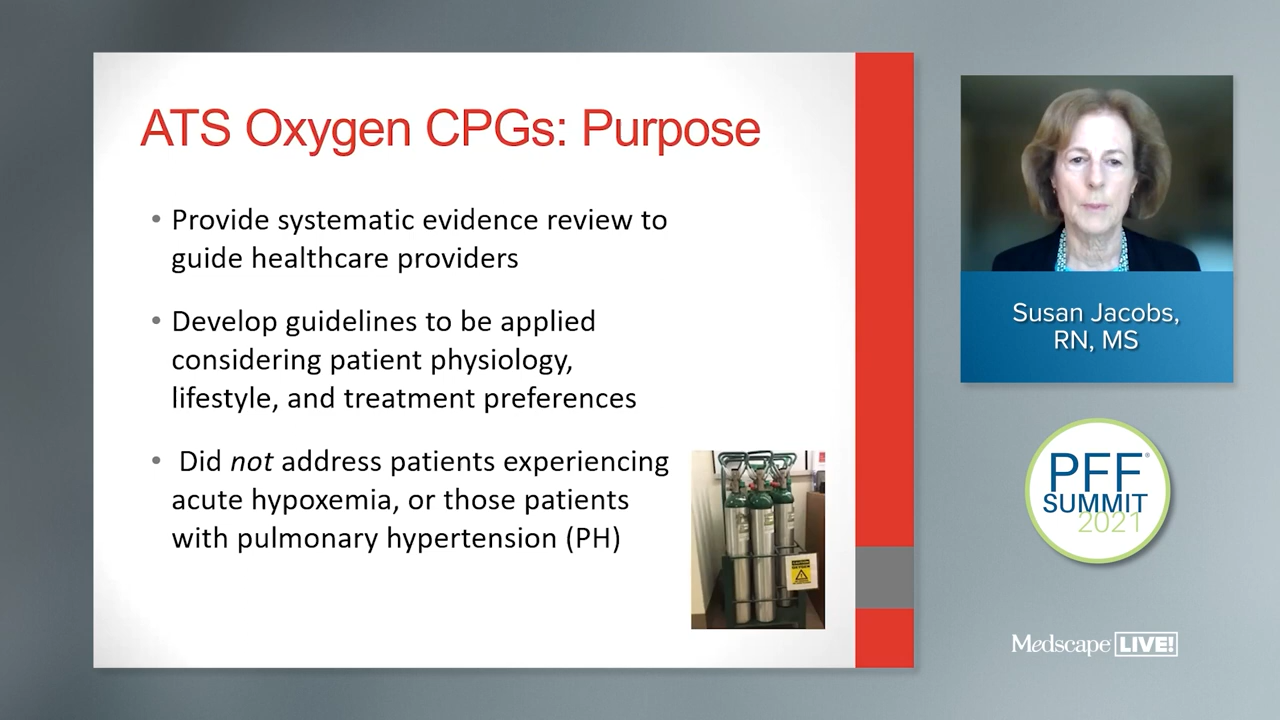 ATS Oxygen CPGs: Purpose
• Provide systematic evidence review to
guide healthcare providers
• Develop guidelines to be applied
considering patient physiology,
lifestyle, and treatment preferences
• Did not address patients experiencing
acute hypoxemia, or those patients
with pulmonary hypertension (PH)
Susan Jacobs,
RN, MS
PFF®
SUMMIT
2021
Medscape LIVE!